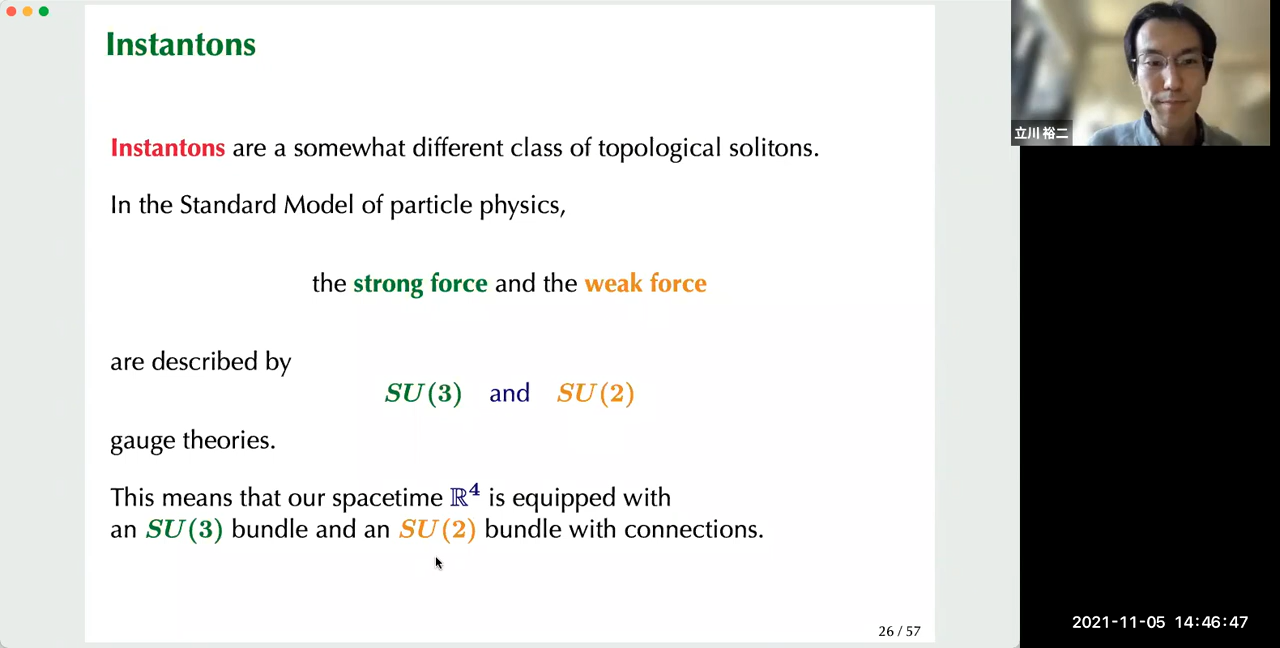 Instantons
Instantons are a somewhat different class of topological solitons.
In the Standard Model of particle physics,
the strong force and the weak force
are described by
SU(3) and SU(2)
gauge theories.
This means that our spacetime ℝ⁴ is equipped with
an SU(3) bundle and an SU(2) bundle with connections.
26 / 57
立川 裕二
2021-11-05 14:46:47